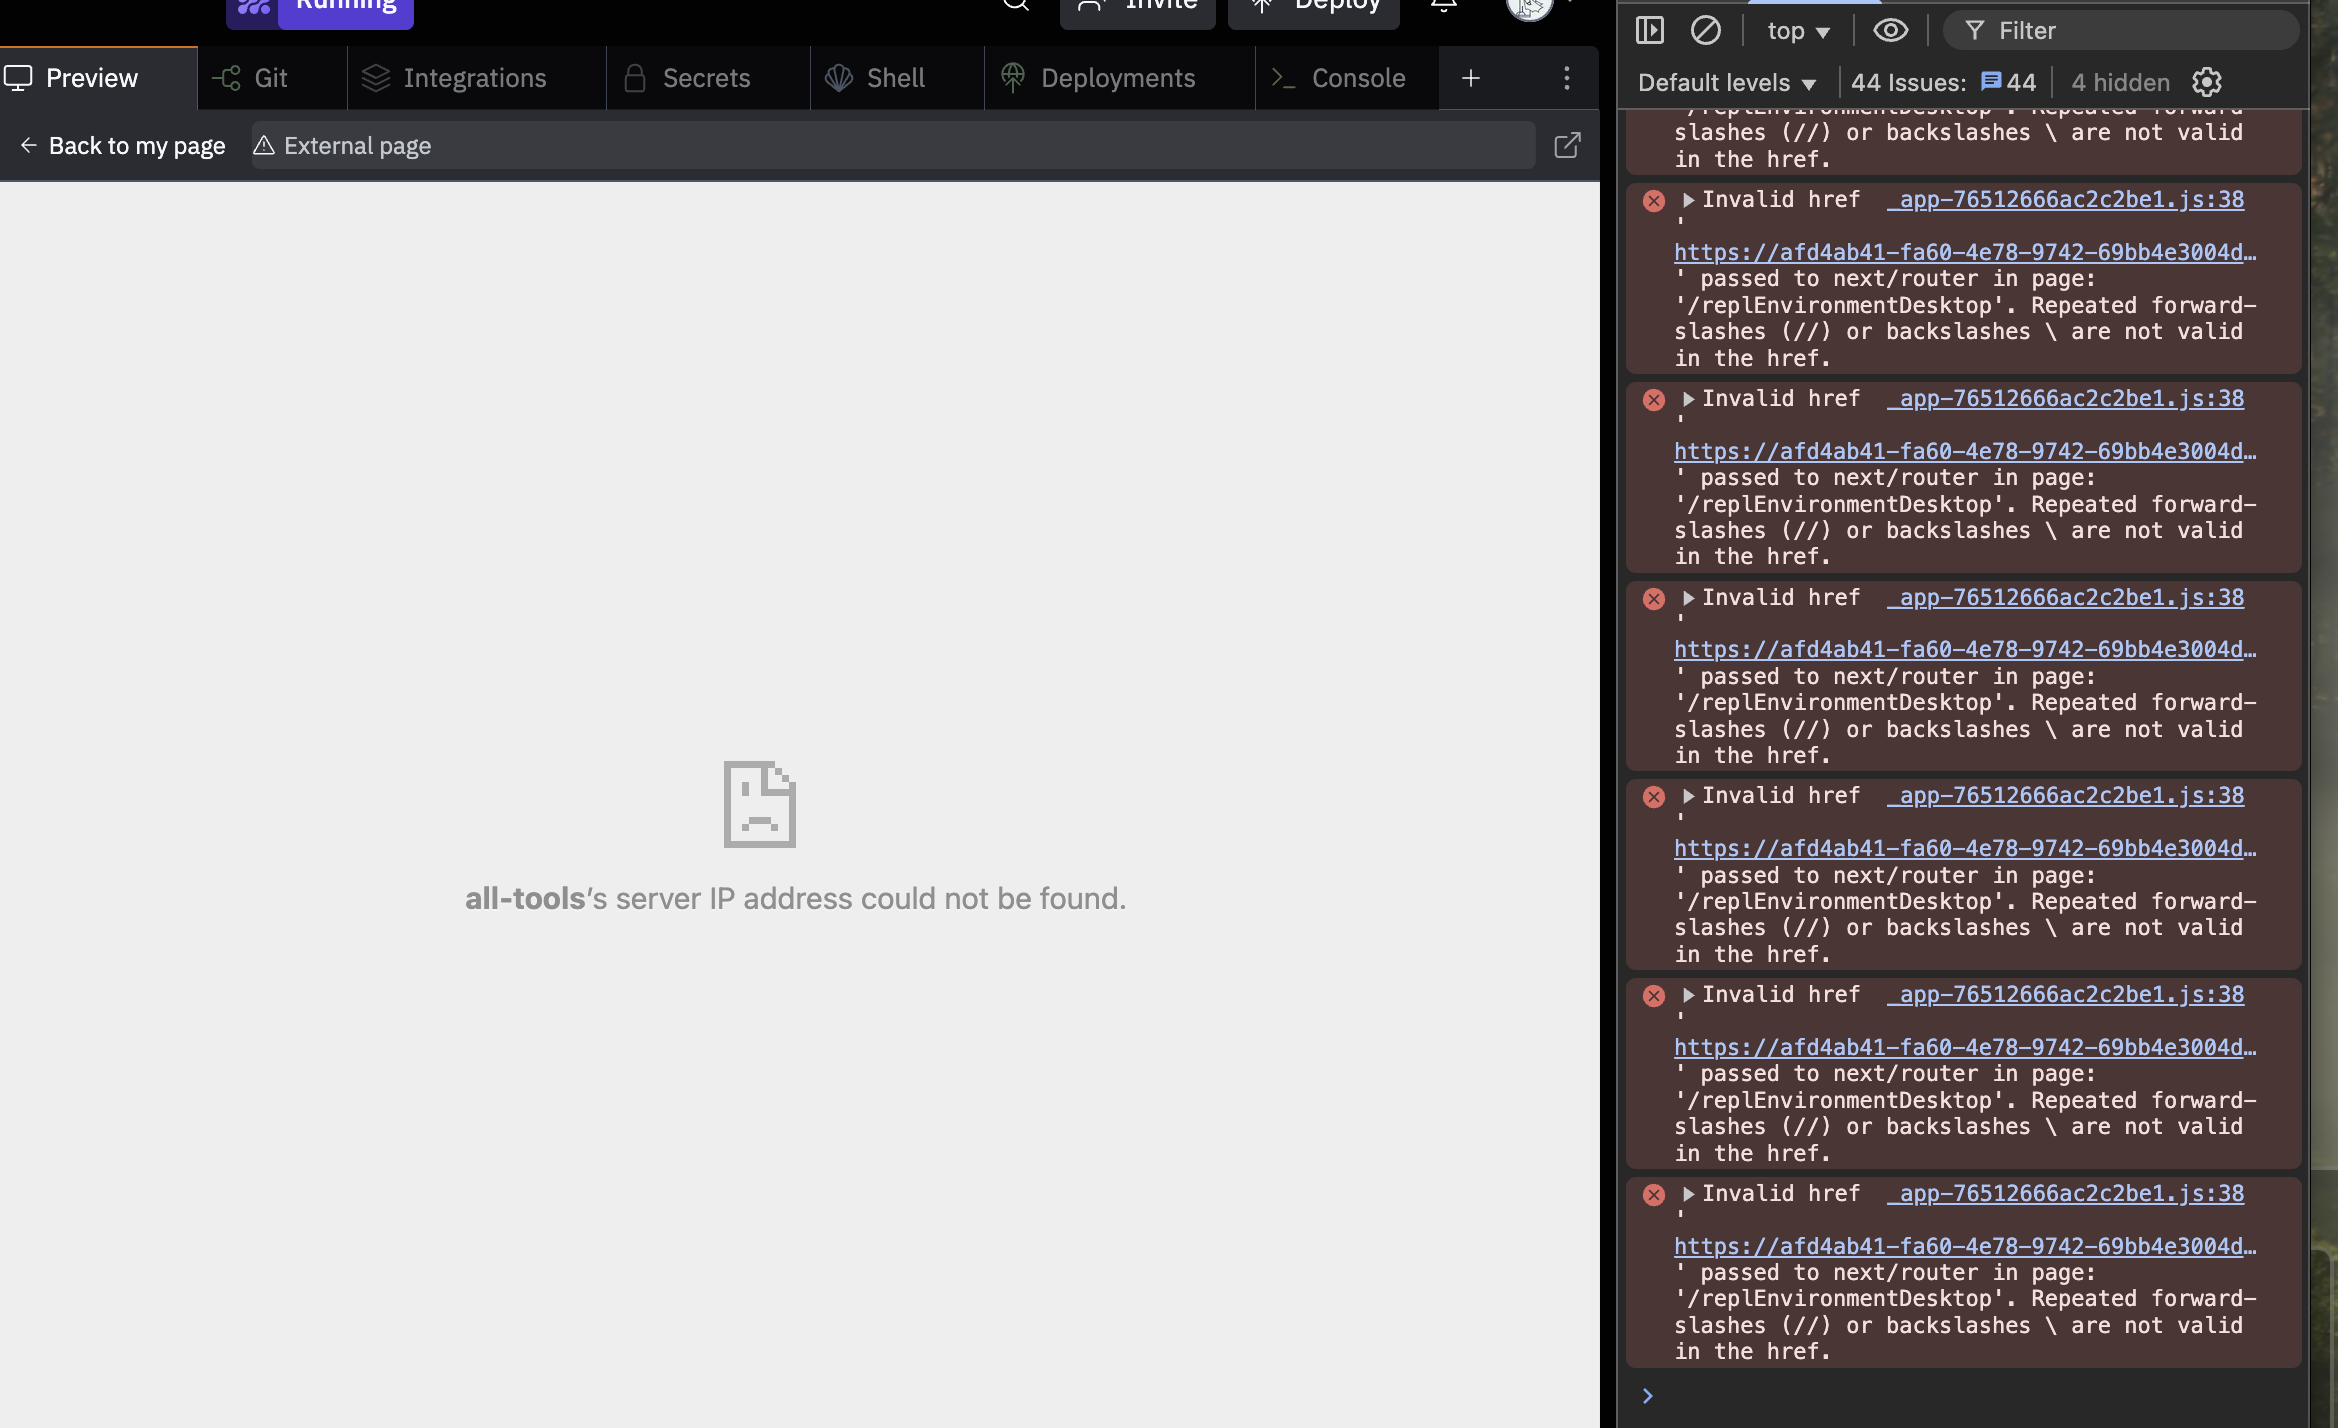 Running
Invite
Deploy
Preview
Git
Integrations
Secrets
Shell
Deployments
Console
Back to my page
External page
all-tools's server IP address could not be found.
top
Filter
Default levels
44 Issues:
44
4 hidden
'/replEnvironmentDesktop'. Repeated forward-
slashes (//) or backslashes \ are not valid
in the href.
Invalid href _app-76512666ac2c2be1.js:38
'
https://afd4ab41-fa60-4e78-9742-69bb4e3004d…
' passed to next/router in page:
'/replEnvironmentDesktop'. Repeated forward-
slashes (//) or backslashes \ are not valid
in the href.
Invalid href _app-76512666ac2c2be1.js:38
'
https://afd4ab41-fa60-4e78-9742-69bb4e3004d…
' passed to next/router in page:
'/replEnvironmentDesktop'. Repeated forward-
slashes (//) or backslashes \ are not valid
in the href.
Invalid href _app-76512666ac2c2be1.js:38
'
https://afd4ab41-fa60-4e78-9742-69bb4e3004d…
' passed to next/router in page:
'/replEnvironmentDesktop'. Repeated forward-
slashes (//) or backslashes \ are not valid
in the href.
Invalid href _app-76512666ac2c2be1.js:38
'
https://afd4ab41-fa60-4e78-9742-69bb4e3004d…
' passed to next/router in page:
'/replEnvironmentDesktop'. Repeated forward-
slashes (//) or backslashes \ are not valid
in the href.
Invalid href _app-76512666ac2c2be1.js:38
'
https://afd4ab41-fa60-4e78-9742-69bb4e3004d…
' passed to next/router in page:
'/replEnvironmentDesktop'. Repeated forward-
slashes (//) or backslashes \ are not valid
in the href.
Invalid href _app-76512666ac2c2be1.js:38
'
https://afd4ab41-fa60-4e78-9742-69bb4e3004d…
' passed to next/router in page:
'/replEnvironmentDesktop'. Repeated forward-
slashes (//) or backslashes \ are not valid
in the href.